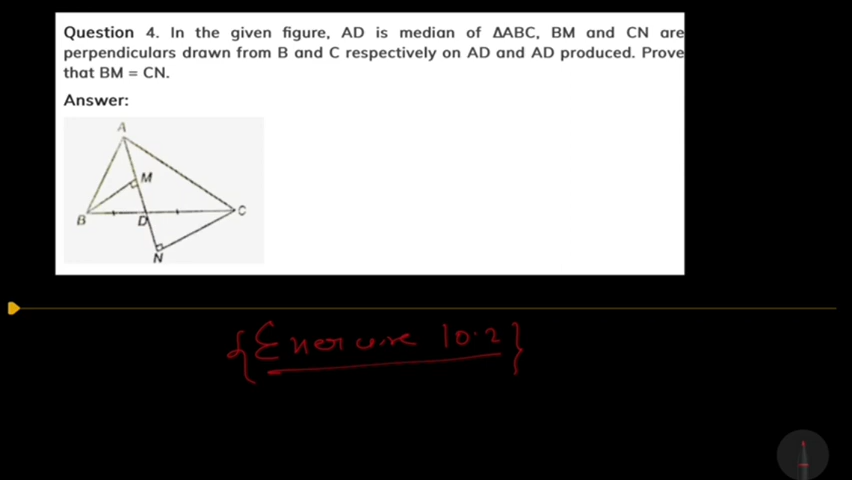 Question 4. In the given figure, AD is median of ΔABC, BM and CN are
perpendiculars drawn from B and C respectively on AD and AD produced. Prove
that BM = CN.
Answer:
A
M
B
D
C
N
{Exercise 10.2}